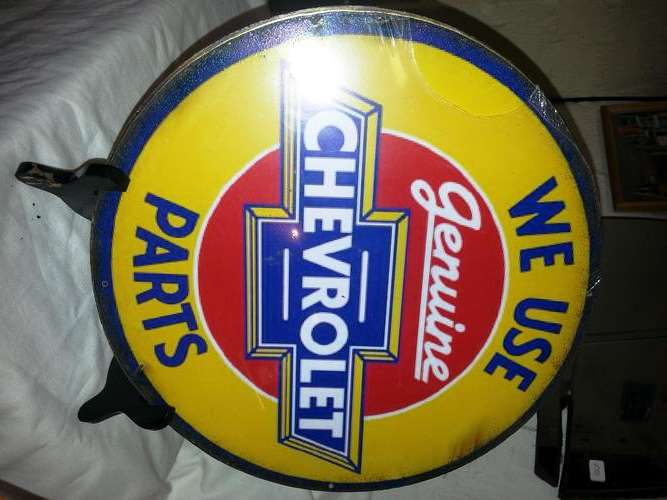 WE USE
genuine
CHEVROLET
PARTS